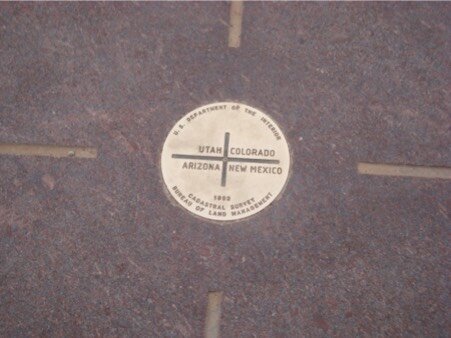 U. S. DEPARTMENT OF THE INTERIOR
UTAH COLORADO
ARIZONA NEW MEXICO
1992
CADASTRAL SURVEY
BUREAU OF LAND MANAGEMENT